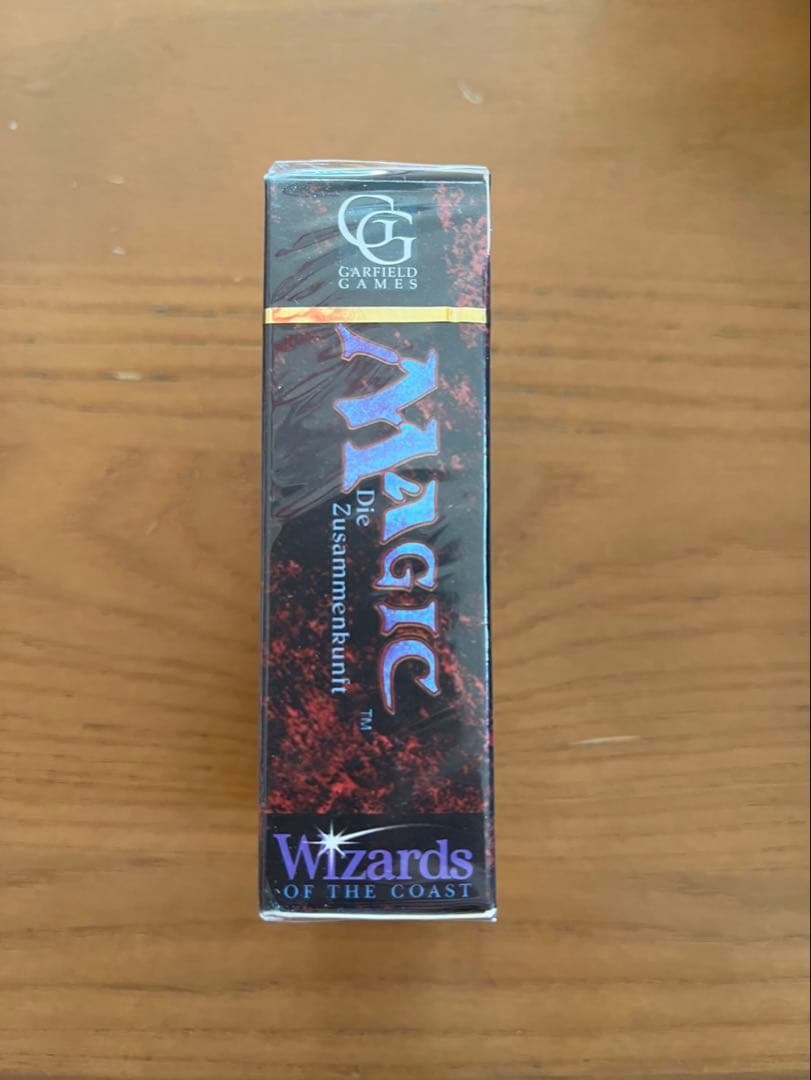 GG
GARFIELD
GAMES
MAGIC
Die
Zusammenkunft
TM
Wizards
OF THE COAST